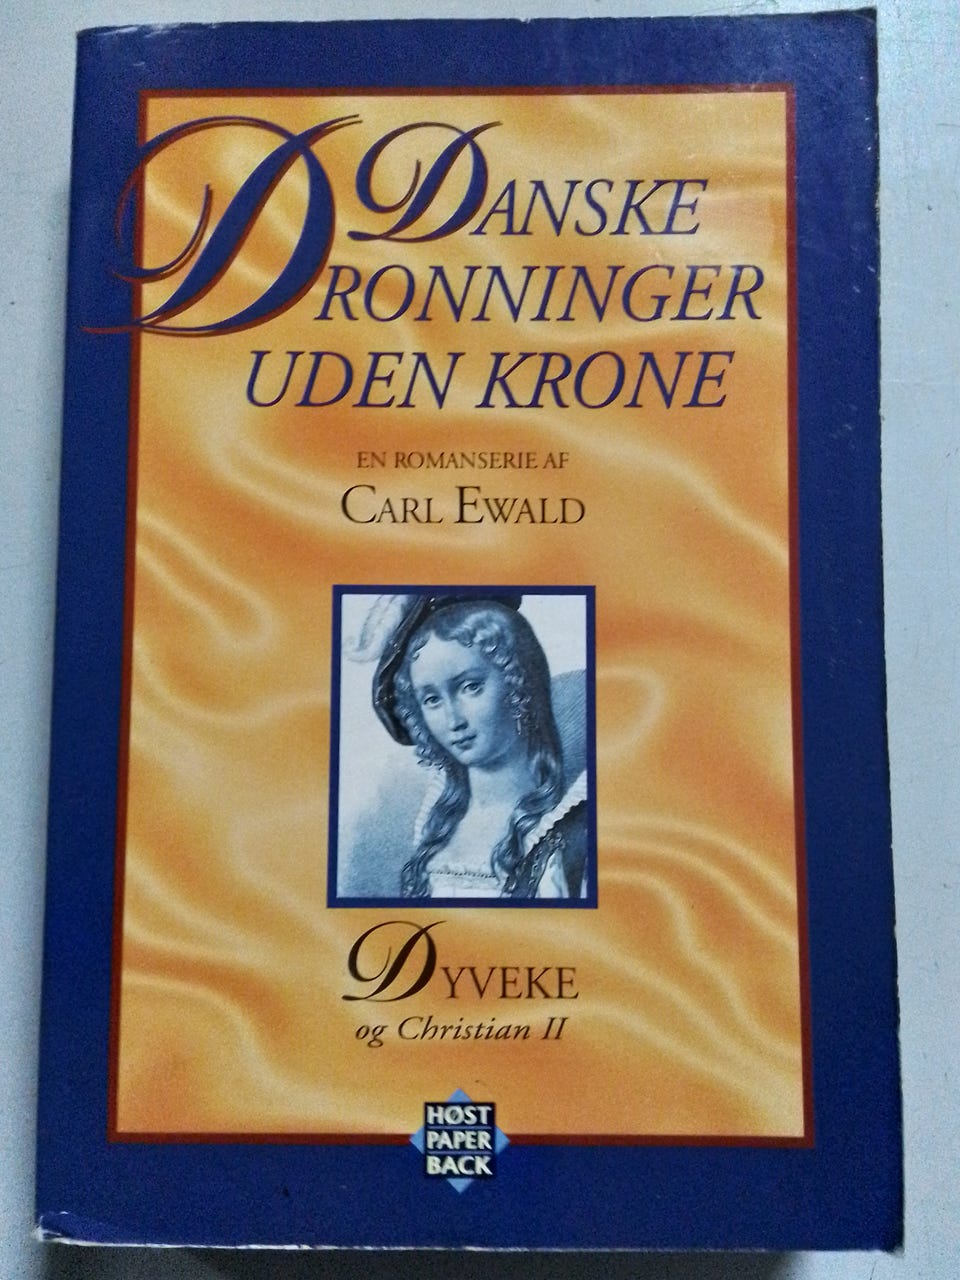 DANSKE
DRONNINGER
UDEN KRONE
EN ROMANSERIE AF
CARL EWALD
DYVEKE
og Christian II
HØST
PAPER
BACK